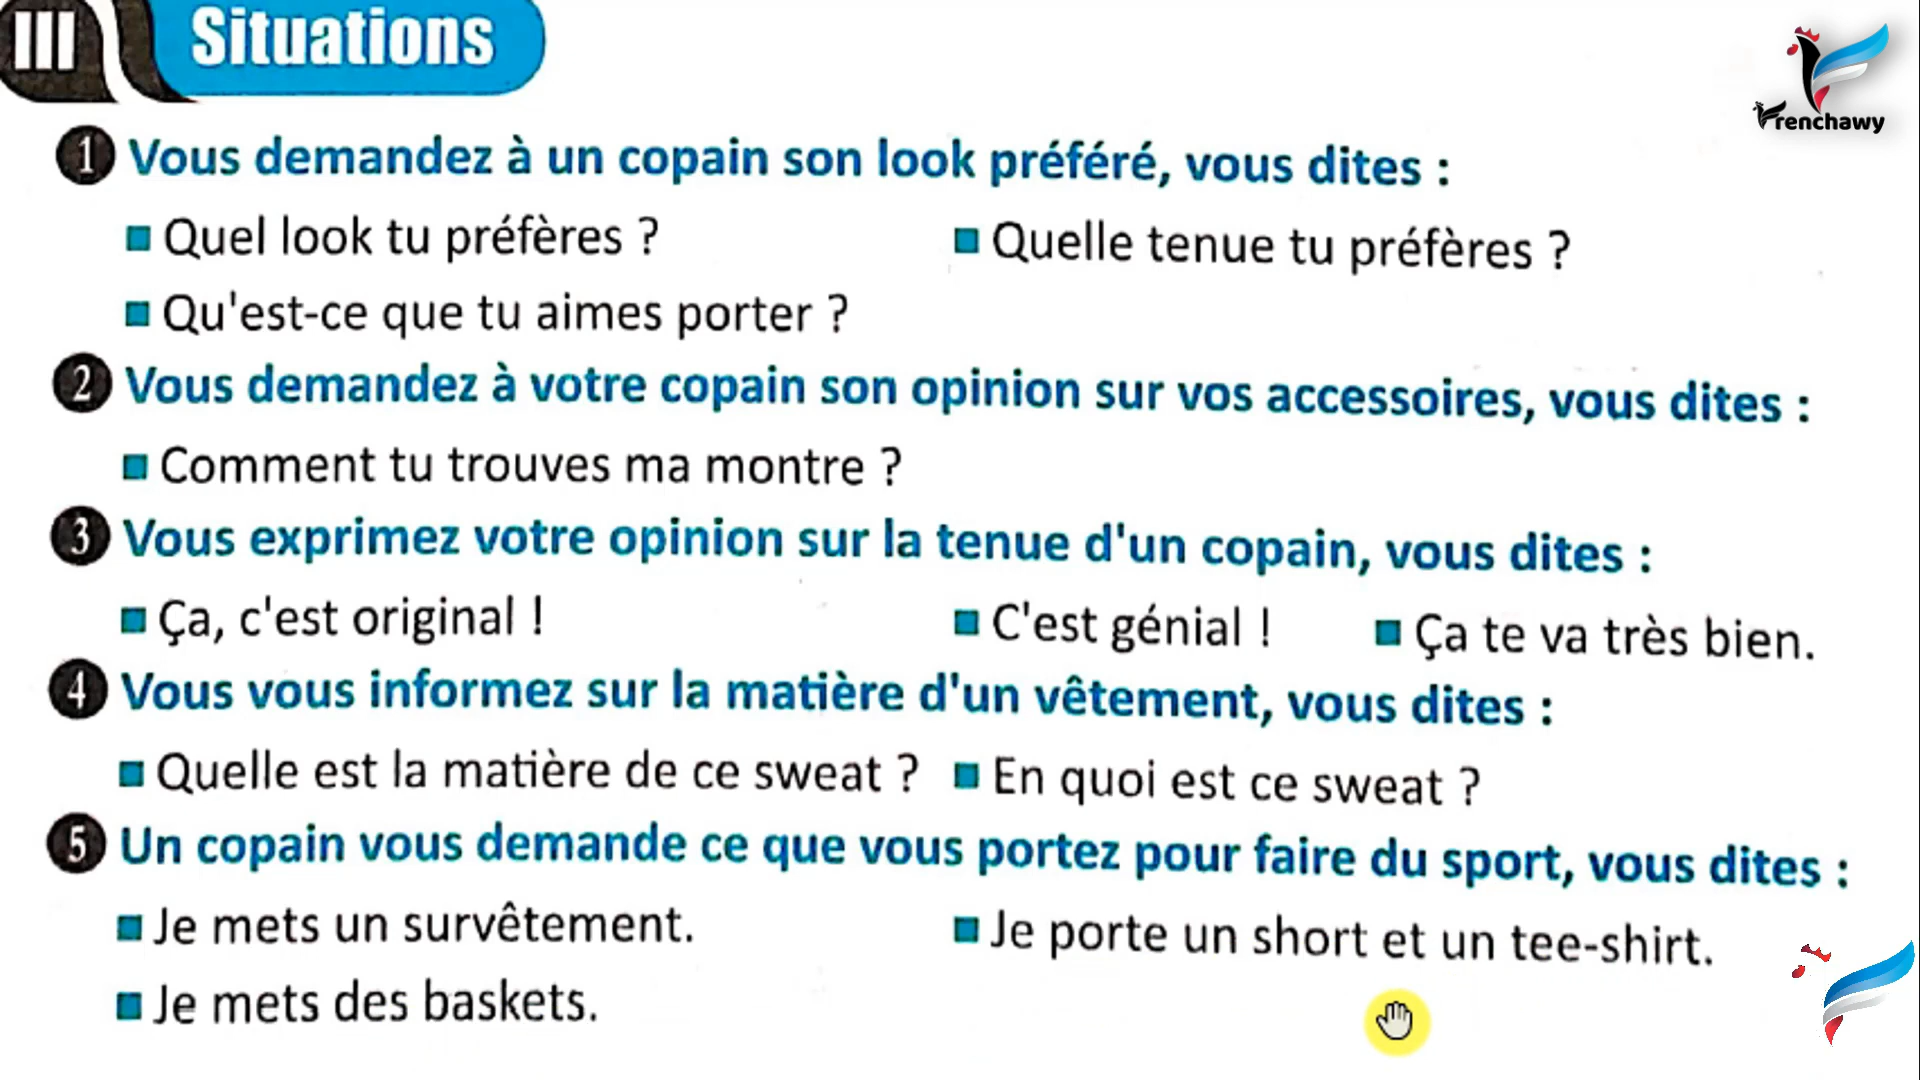 III Situations
Frenchawy
1 Vous demandez à un copain son look préféré, vous dites :
Quel look tu préfères ? Quelle tenue tu préfères ?
Qu'est-ce que tu aimes porter ?
2 Vous demandez à votre copain son opinion sur vos accessoires, vous dites :
Comment tu trouves ma montre ?
3 Vous exprimez votre opinion sur la tenue d'un copain, vous dites :
Ça, c'est original ! C'est génial ! Ça te va très bien.
4 Vous vous informez sur la matière d'un vêtement, vous dites :
Quelle est la matière de ce sweat ? En quoi est ce sweat ?
5 Un copain vous demande ce que vous portez pour faire du sport, vous dites :
Je mets un survêtement. Je porte un short et un tee-shirt.
Je mets des baskets.